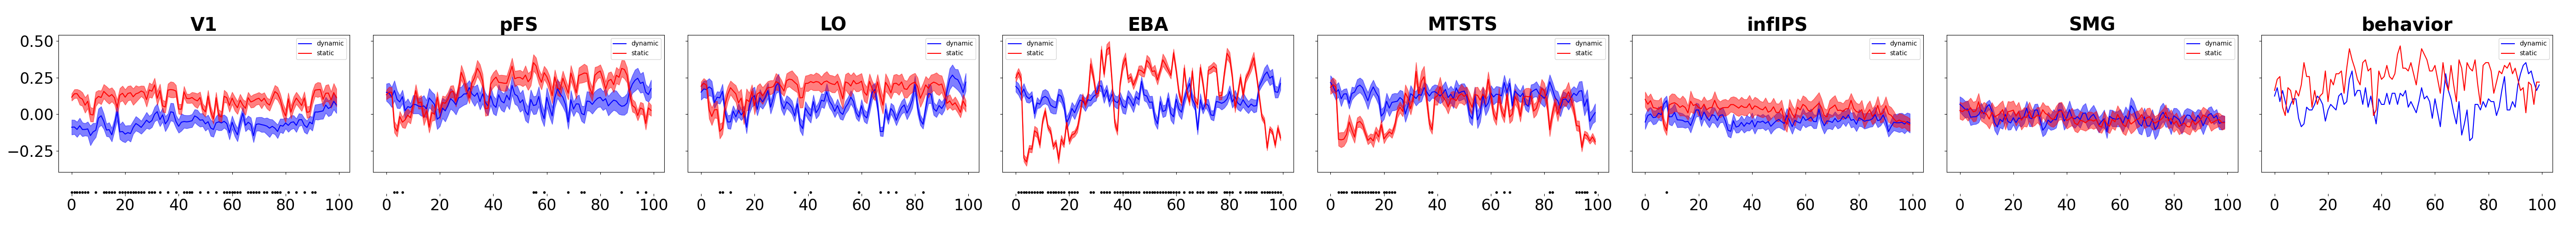 V1 pFS LO EBA MTSTS infIPS SMG behavior
0.50
0.25
0.00
−0.25
dynamic dynamic dynamic dynamic dynamic dynamic dynamic dynamic
static static static static static static static static
0 20 40 60 80 100 0 20 40 60 80 100 0 20 40 60 80 100 0 20 40 60 80 100 0 20 40 60 80 100 0 20 40 60 80 100 0 20 40 60 80 100 0 20 40 60 80 100